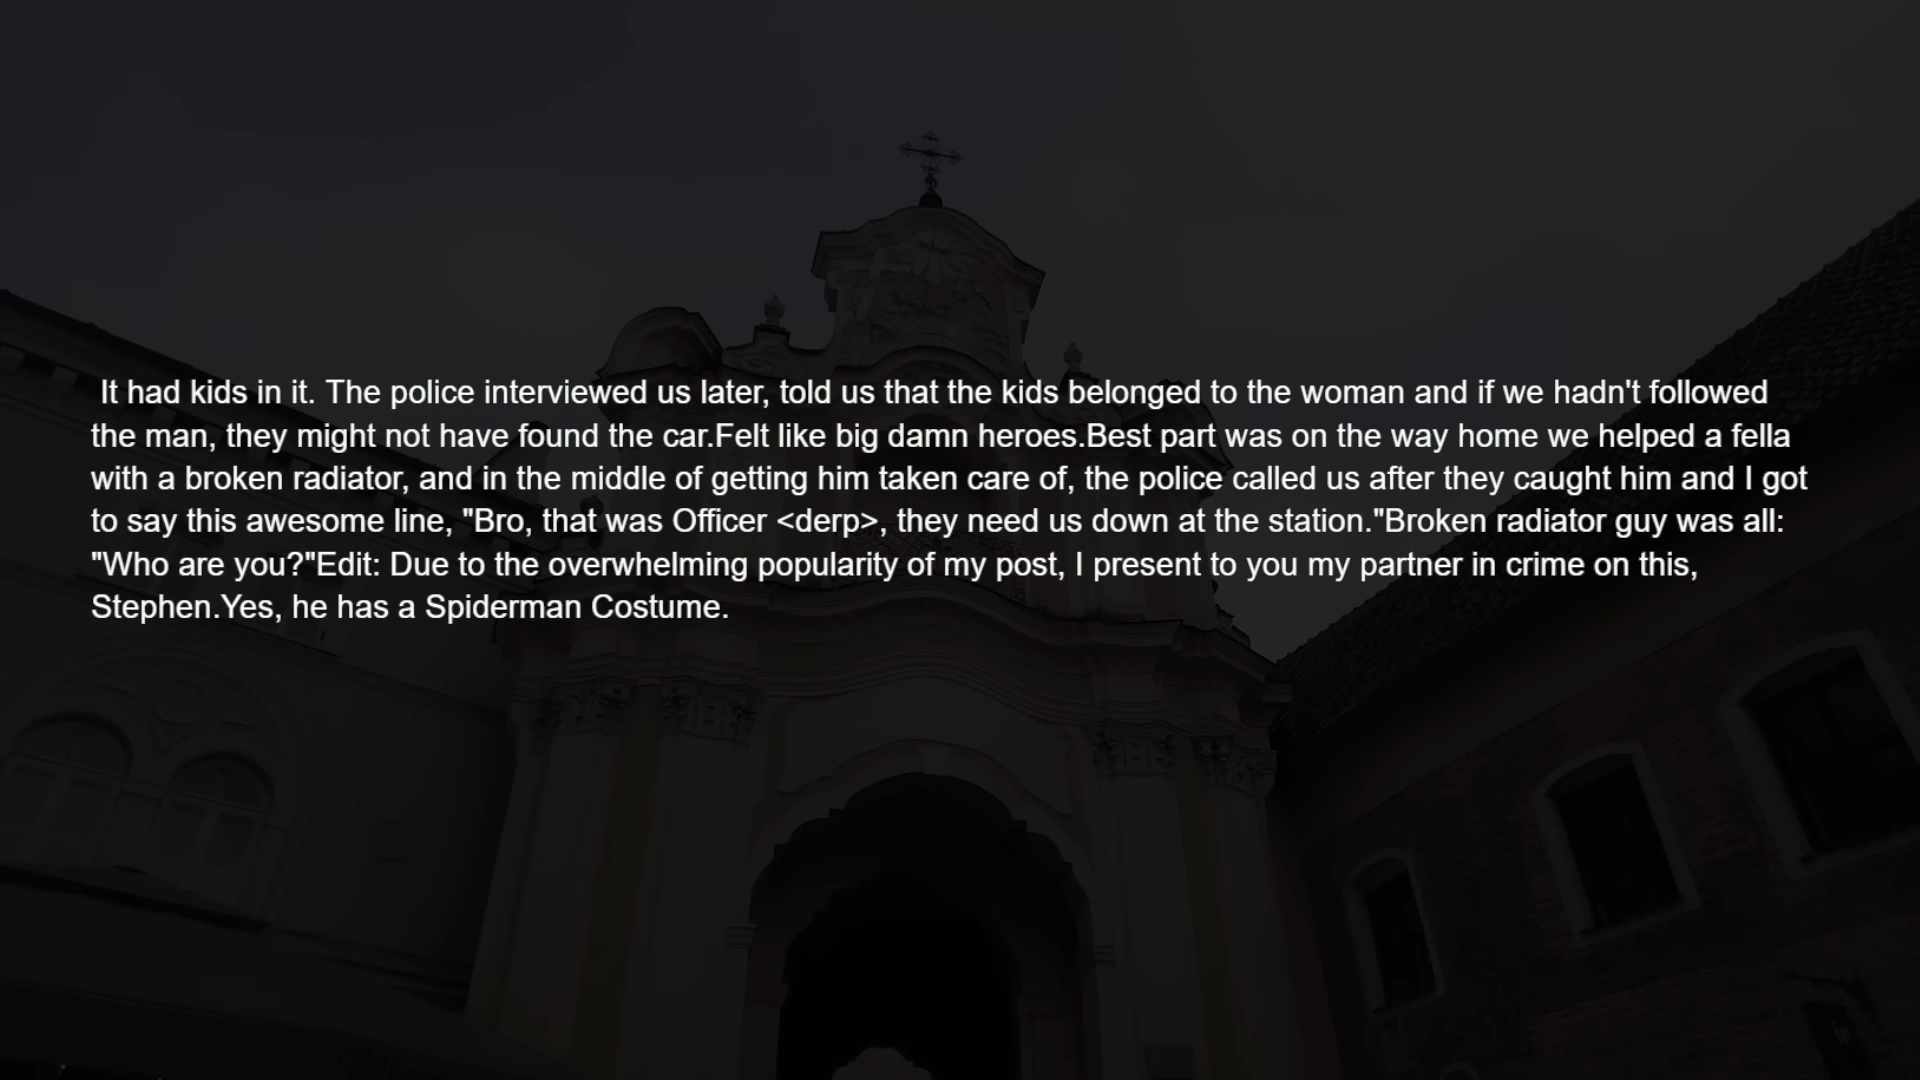 It had kids in it. The police interviewed us later, told us that the kids belonged to the woman and if we hadn't followed
the man, they might not have found the car.Felt like big damn heroes.Best part was on the way home we helped a fella
with a broken radiator, and in the middle of getting him taken care of, the police called us after they caught him and I got
to say this awesome line, "Bro, that was Officer <derp>, they need us down at the station."Broken radiator guy was all:
"Who are you?"Edit: Due to the overwhelming popularity of my post, I present to you my partner in crime on this,
Stephen.Yes, he has a Spiderman Costume.